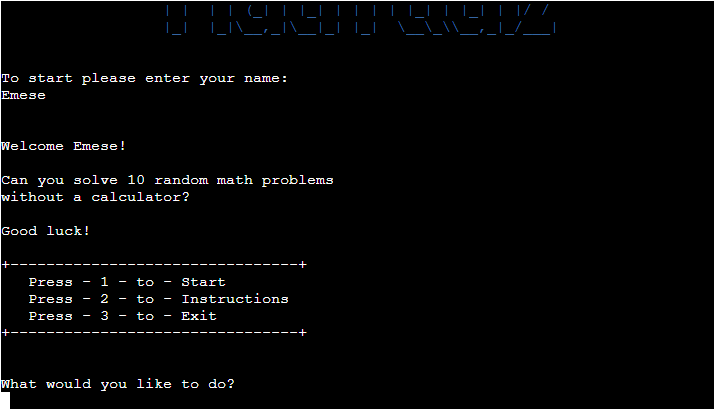 To start please enter your name:
Emese
Welcome Emese!
Can you solve 10 random math problems
without a calculator?
Good luck!
+--------------------------------+
Press - 1 - to - Start
Press - 2 - to - Instructions
Press - 3 - to - Exit
+--------------------------------+
What would you like to do?